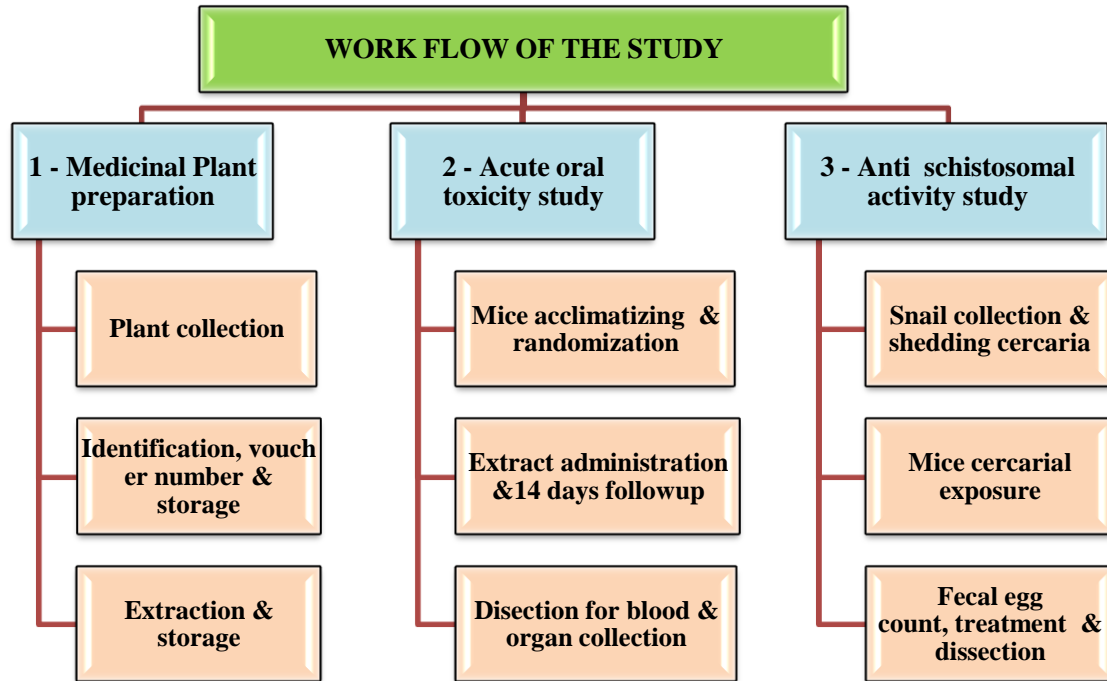 WORK FLOW OF THE STUDY
1 - Medicinal Plant
preparation
Plant collection
Identification, vouch
er number &
storage
Extraction &
storage
2 - Acute oral
toxicity study
Mice acclimatizing &
randomization
Extract administration
&14 days followup
Disection for blood &
organ collection
3 - Anti schistosomal
activity study
Snail collection &
shedding cercaria
Mice cercarial
exposure
Fecal egg
count, treatment &
dissection